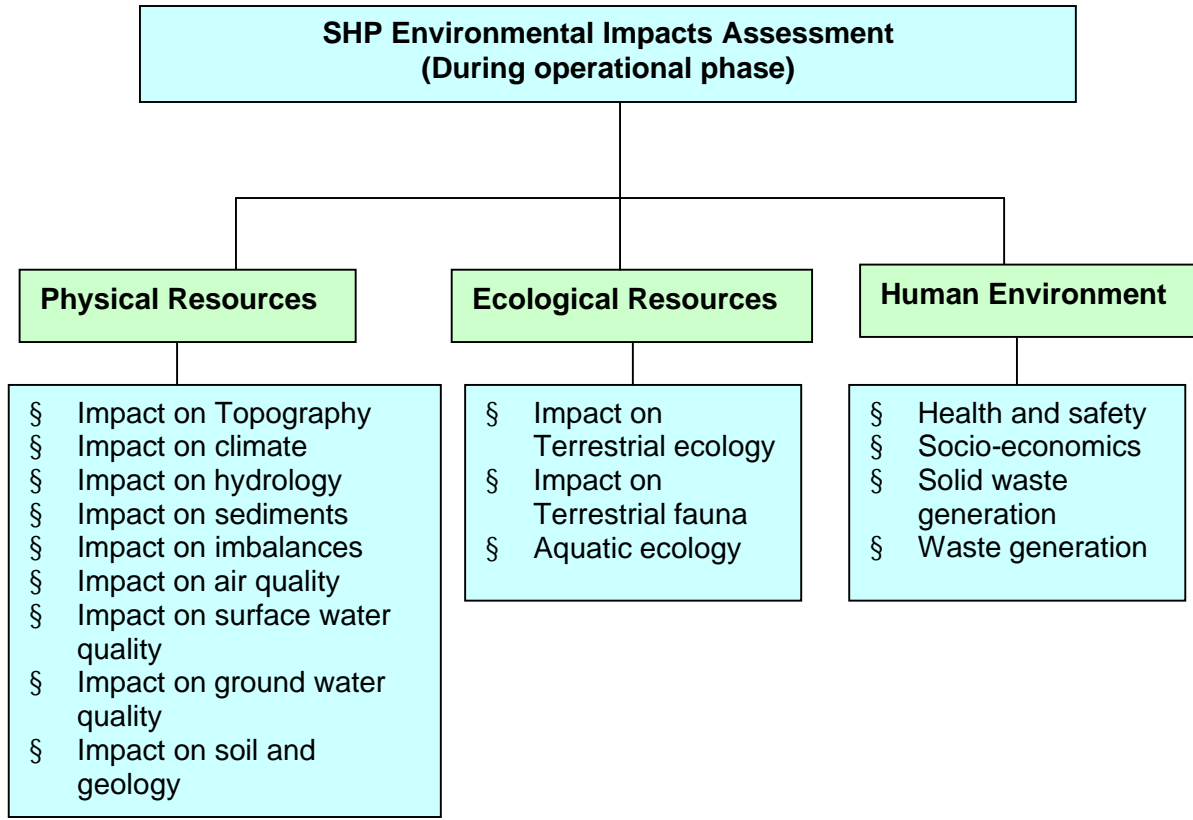 SHP Environmental Impacts Assessment
(During operational phase)
Physical Resources
Ecological Resources
Human Environment
§ Impact on Topography
§ Impact on climate
§ Impact on hydrology
§ Impact on sediments
§ Impact on imbalances
§ Impact on air quality
§ Impact on surface water
quality
§ Impact on ground water
quality
§ Impact on soil and
geology
§ Impact on
Terrestrial ecology
§ Impact on
Terrestrial fauna
§ Aquatic ecology
§ Health and safety
§ Socio-economics
§ Solid waste
generation
§ Waste generation